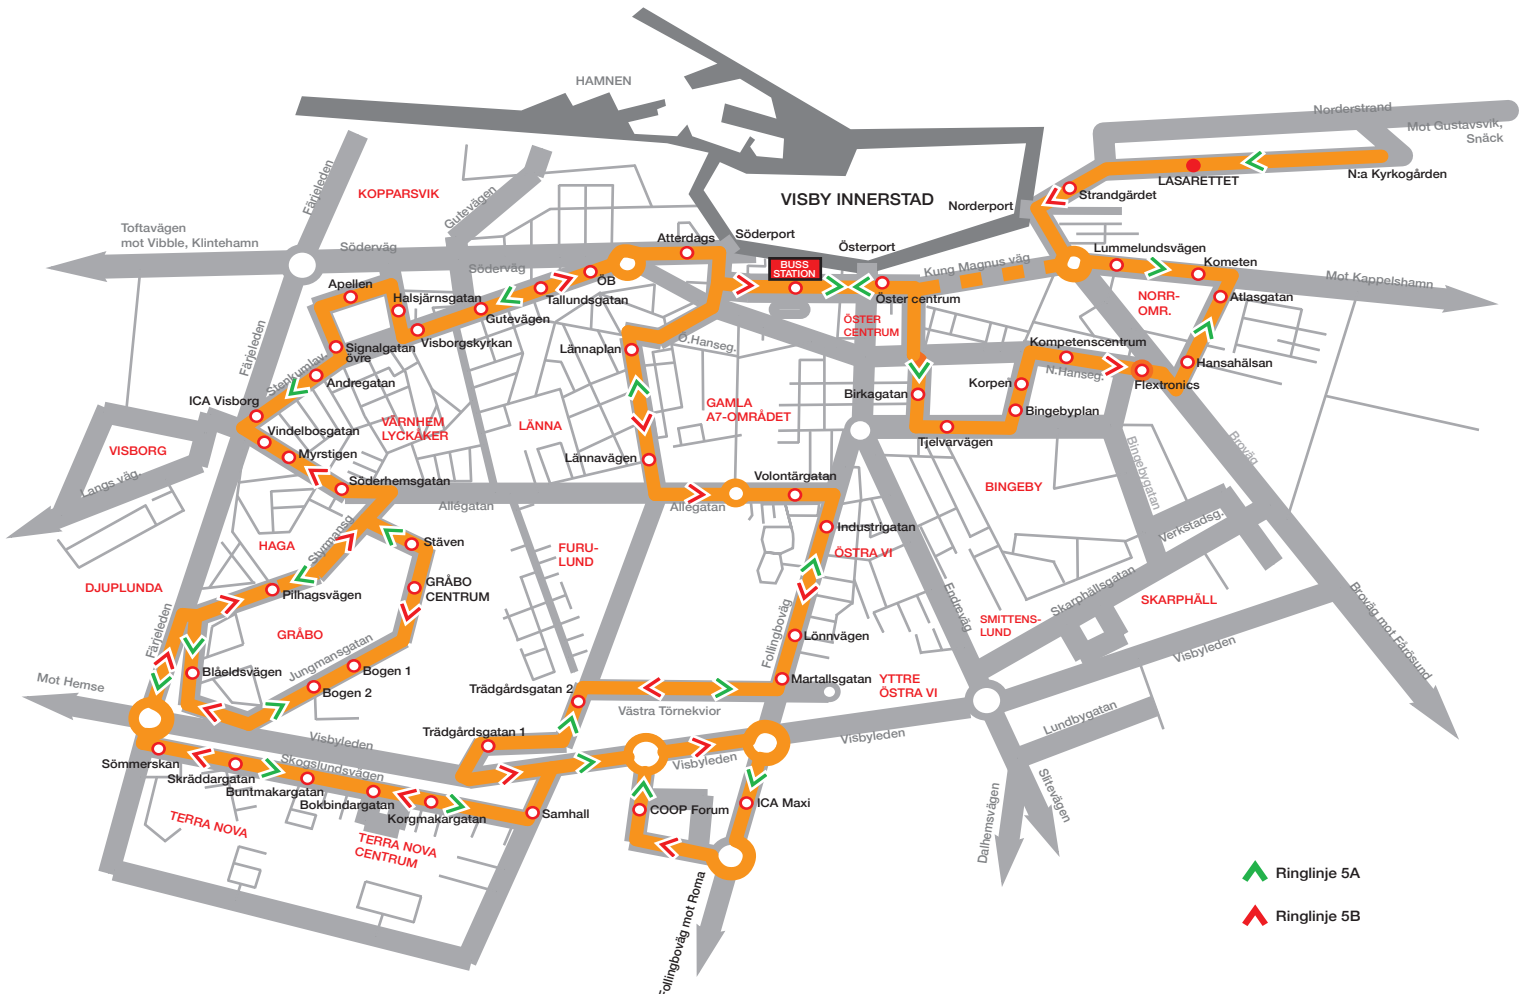 HAMNEN
Norderstrand
Mot Gustavsvik,
Snäck
N:a Kyrkogården
LASARETTET
Strandgärdet
Norderport
VISBY INNERSTAD
KOPPARSVIK
Färjeleden
Gutevägen
Toftavägen
mot Vibble, Klintehamn
Söderväg
Söderväg
Atterdags
Söderport
Österport
BUSS
STATION
Öster centrum
Kung Magnus väg
Lummelundsvägen
Kometen
Mot Kappelshamn
Atlasgatan
NORR-
OMR.
ÖB
Tallundsgatan
Gutevägen
Apellen
Halsjärnsgatan
Visborgskyrkan
Signalgatan
övre
Stenkumlav.
Andregatan
Färjeleden
ICA Visborg
Vindelbosgatan
Myrstigen
VÄRNHEM
LYCKÅKER
LÄNNA
Lännaplan
Ö.Hanseg.
ÖSTER
CENTRUM
GAMLA
A7-OMRÅDET
Birkagatan
Tjelvarvägen
Kompetenscentrum
N.Hanseg.
Korpen
Bingebyplan
Flextronics
Hansahälsan
VISBORG
Langs väg.
Söderhemsgatan
Allégatan
Lännavägen
Allégatan
Volontärgatan
Industrigatan
ÖSTRA VI
BINGEBY
Bingebygatan
Broväg
Verkstadsg.
HAGA
Styrmansg.
Stäven
FURU-
LUND
GRÅBO
CENTRUM
DJUPLUNDA
Pilhagsvägen
GRÅBO
Färjeleden
Blåeldsvägen
Jungmansgatan
Bogen 1
Bogen 2
Follingboväg
Lönnvägen
Martallsgatan
YTTRE
ÖSTRA VI
Endreväg
SMITTENS-
LUND
Skarphällsgatan
SKARPHÄLL
Visbyleden
Broväg mot Fårösund
Mot Hemse
Trädgårdsgatan 2
Västra Törnekvior
Trädgårdsgatan 1
Visbyleden
Visbyleden
Visbyleden
Lundbygatan
Sömmerskan
Skogslundsvägen
Skräddargatan
Buntmakargatan
Bokbindargatan
Korgmakargatan
Samhall
COOP Forum
ICA Maxi
TERRA NOVA
TERRA NOVA
CENTRUM
Follingboväg mot Roma
Dalhemsvägen
Slitevägen
Ringlinje 5A
Ringlinje 5B